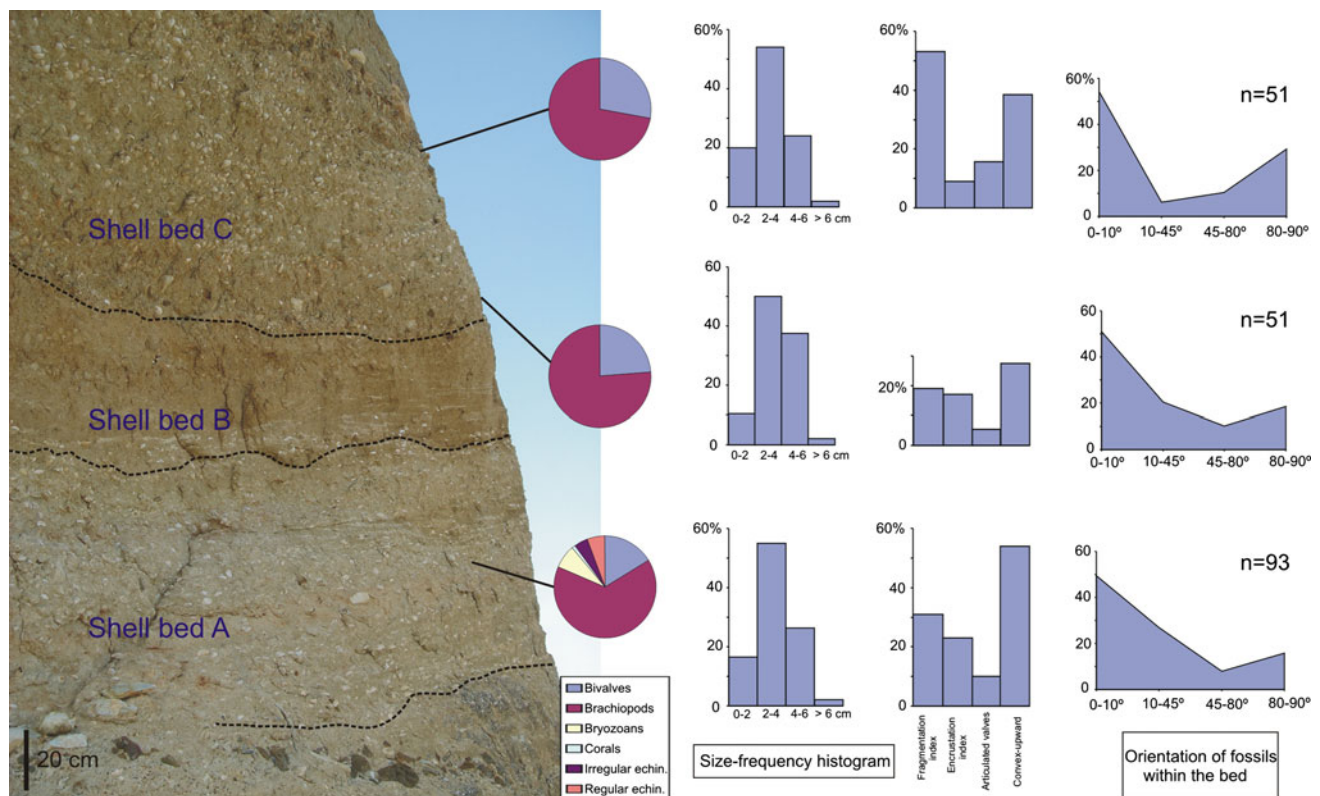 Shell bed C
Shell bed B
Shell bed A
20 cm
Bivalves
Brachiopods
Bryozoans
Corals
Irregular echin.
Regular echin.
60%
40
20
0
0-2 2-4 4-6 > 6 cm
60%
40
20
0
60%
40
20
0
0-10º 10-45º 45-80º 80-90º
n=51
60
40
20
0
0-2 2-4 4-6 > 6 cm
20%
0
60
40
20
0
0-10º 10-45º 45-80º 80-90º
n=51
60%
40
20
0
0-2 2-4 4-6 > 6 cm
Size-frequency histogram
60%
40
20
0
Fragmentation
index
Encrustation
index
Articulated valves
Convex-upward
60
40
20
0
0-10º 10-45º 45-80º 80-90º
n=93
Orientation of fossils
within the bed